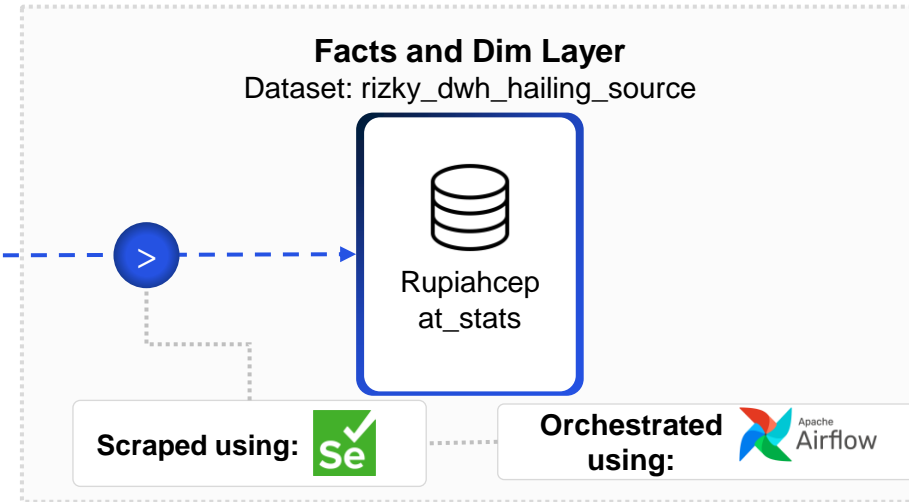 Facts and Dim Layer
Dataset: rizky_dwh_hailing_source
>
Rupiahcep
at_stats
Scraped using:
Se
Orchestrated
using:
Apache
Airflow